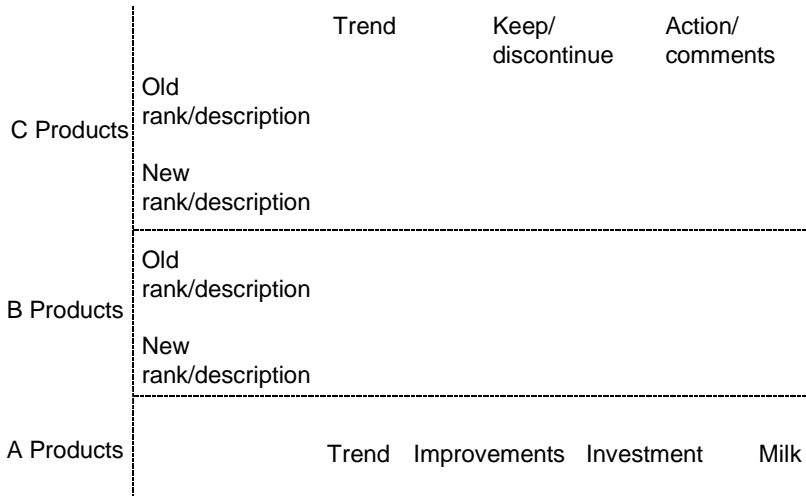 Trend Keep/ Action/
discontinue comments
Old
rank/description
C Products
New
rank/description
Old
rank/description
B Products
New
rank/description
A Products Trend Improvements Investment Milk